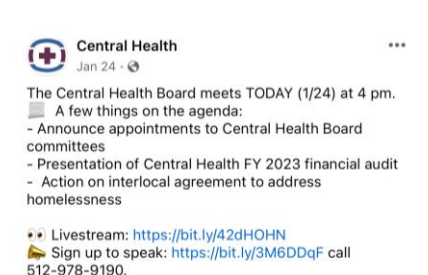 Central Health
Jan 24 ·
The Central Health Board meets TODAY (1/24) at 4 pm.
A few things on the agenda:
- Announce appointments to Central Health Board
committees
- Presentation of Central Health FY 2023 financial audit
- Action on interlocal agreement to address
homelessness
👀 Livestream: https://bit.ly/42dHOHN
📣 Sign up to speak: https://bit.ly/3M6DDqF call
512-978-9190.